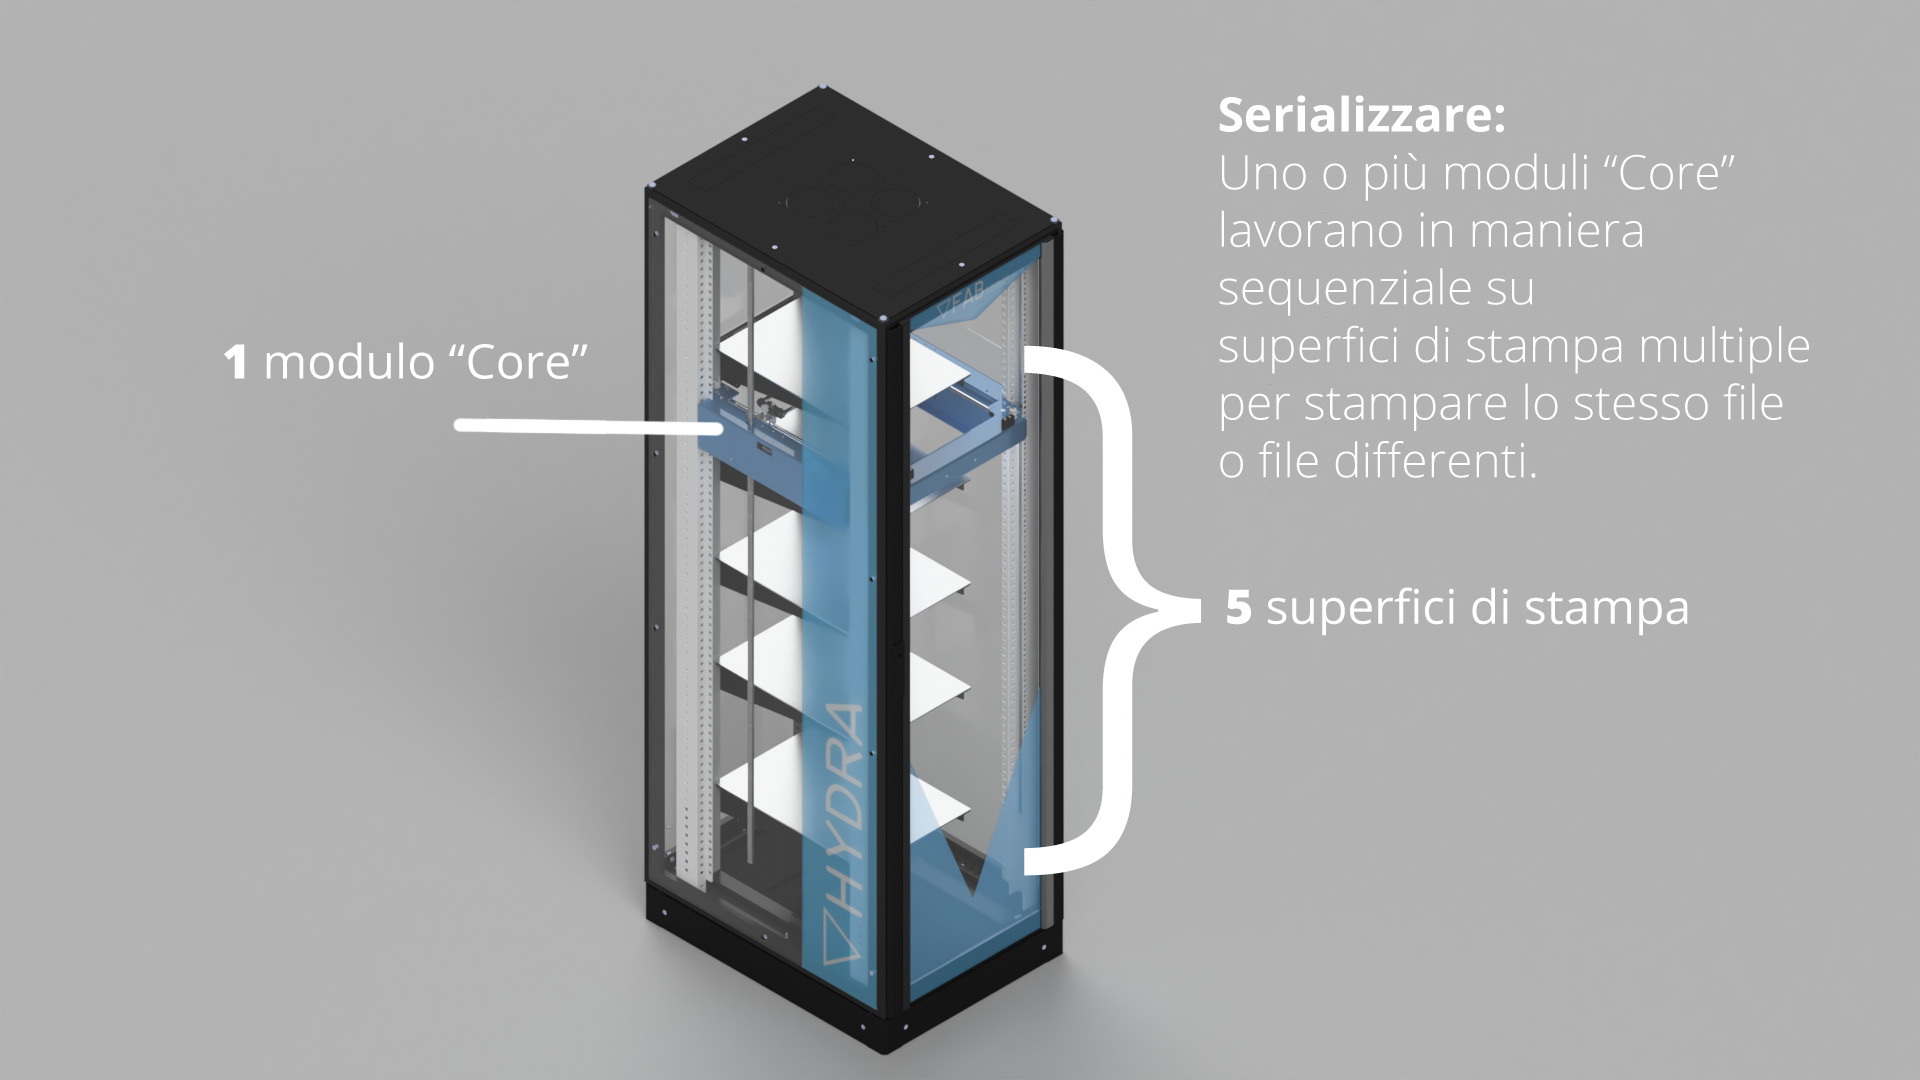 Serializzare:
Uno o più moduli “Core”
lavorano in maniera
sequenziale su
superfici di stampa multiple
per stampare lo stesso file
o file differenti.
1 modulo “Core”
5 superfici di stampa
FAB
HYDRA